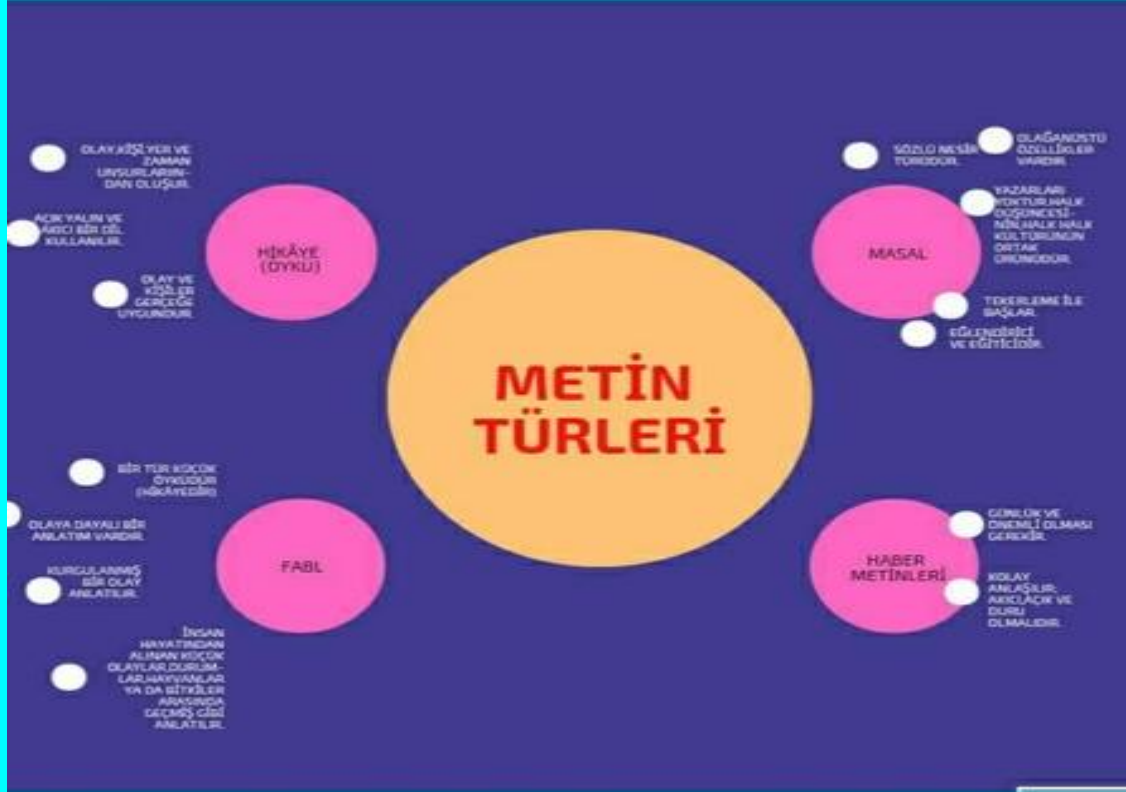 METİN
TÜRLERİ
HİKÂYE
(ÖYKÜ)
OLAY,KİŞİ,YER VE
ZAMAN
UNSURLARIN-
DAN OLUŞUR.
AÇIK YALIN VE
AKICI BİR DİL
KULLANILIR.
OLAY VE
KİŞİLER
GERÇEĞE
UYGUNDUR.
MASAL
SÖZLÜ NESİR
TÜRÜDÜR.
OLAĞANÜSTÜ
ÖZELLİKLER
VARDIR.
YAZARLARI
YOKTUR.HALK
DÜŞÜNCESİ-
NİN,HALK HALK
KÜLTÜRÜNÜN
ORTAK
ÜRÜNÜDÜR.
TEKERLEME İLE
BAŞLAR.
EĞLENDİRİCİ
VE EĞİTİCİDİR.
FABL
BİR TÜR KÜÇÜK
ÖYKÜDÜR
(HİKÂYEDİR)
OLAYA DAYALI BİR
ANLATIM VARDIR.
KURGULANMIŞ
BİR OLAY
ANLATILIR.
İNSAN
HAYATINDAN
ALINAN KÜÇÜK
OLAYLAR,DURUM-
LAR,HAYVANLAR
YA DA BİTKİLER
ARASINDA
GEÇMİŞ GİBİ
ANLATILIR.
HABER
METİNLERİ
GÜNLÜK VE
ÖNEMLİ OLMASI
GEREKİR.
KOLAY
ANLAŞILIR,
AKICI,AÇIK VE
DURU
OLMALIDIR.